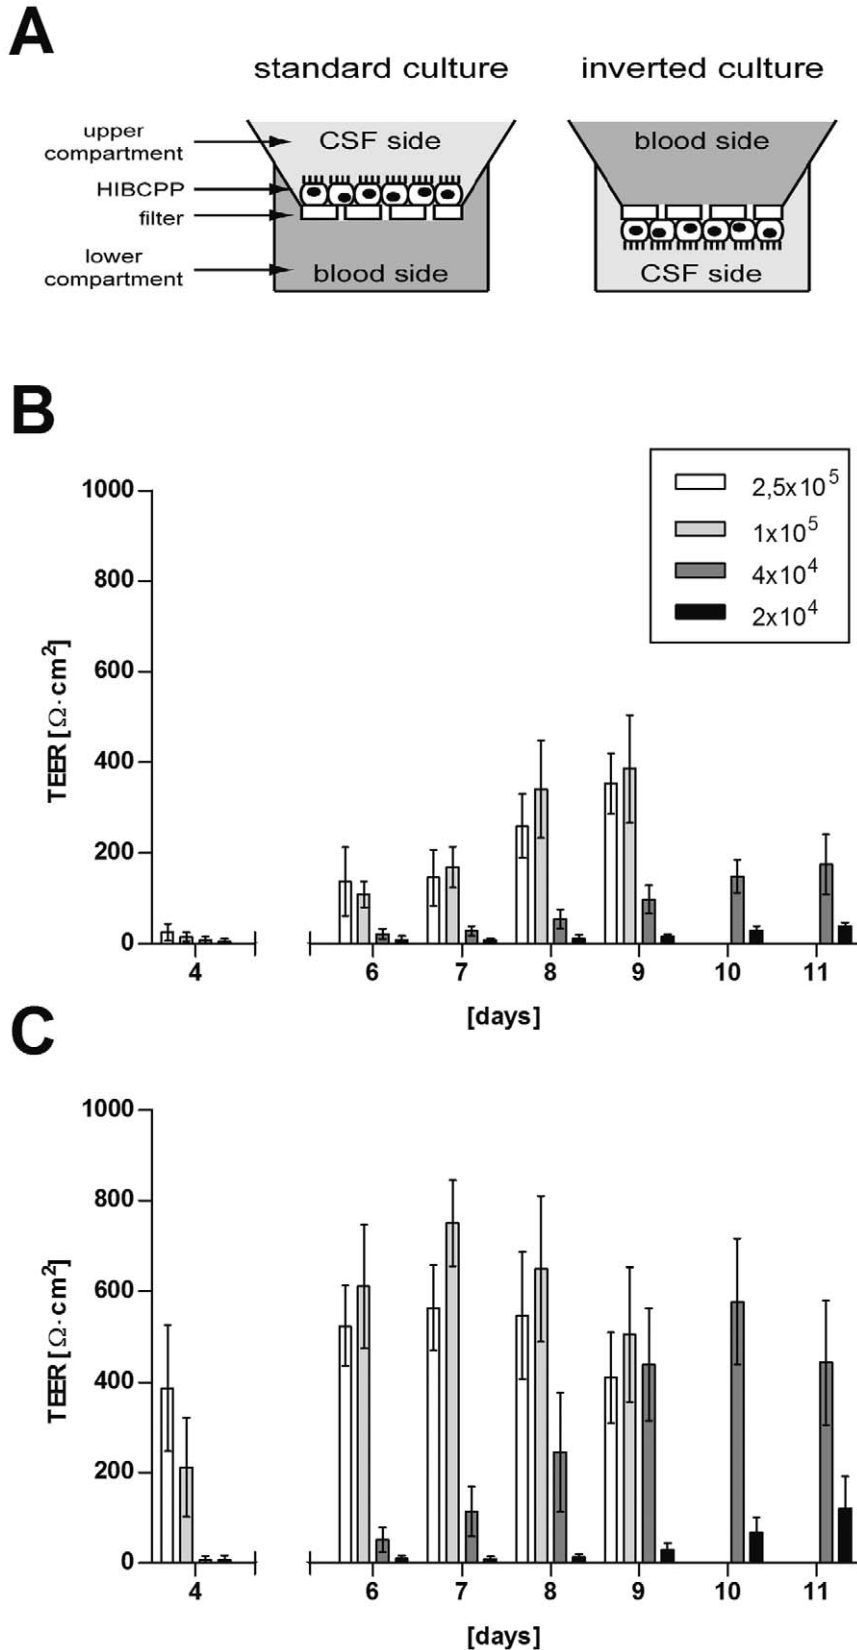 A
standard culture
inverted culture
upper
compartment
CSF side
blood side
HIBCPP
filter
lower
compartment
blood side
CSF side
B
2,5x10⁵
1x10⁵
4x10⁴
2x10⁴
1000
800
600
400
200
0
TEER [Ω·cm²]
4 6 7 8 9 10 11
[days]
C
1000
800
600
400
200
0
TEER [Ω·cm²]
4 6 7 8 9 10 11
[days]